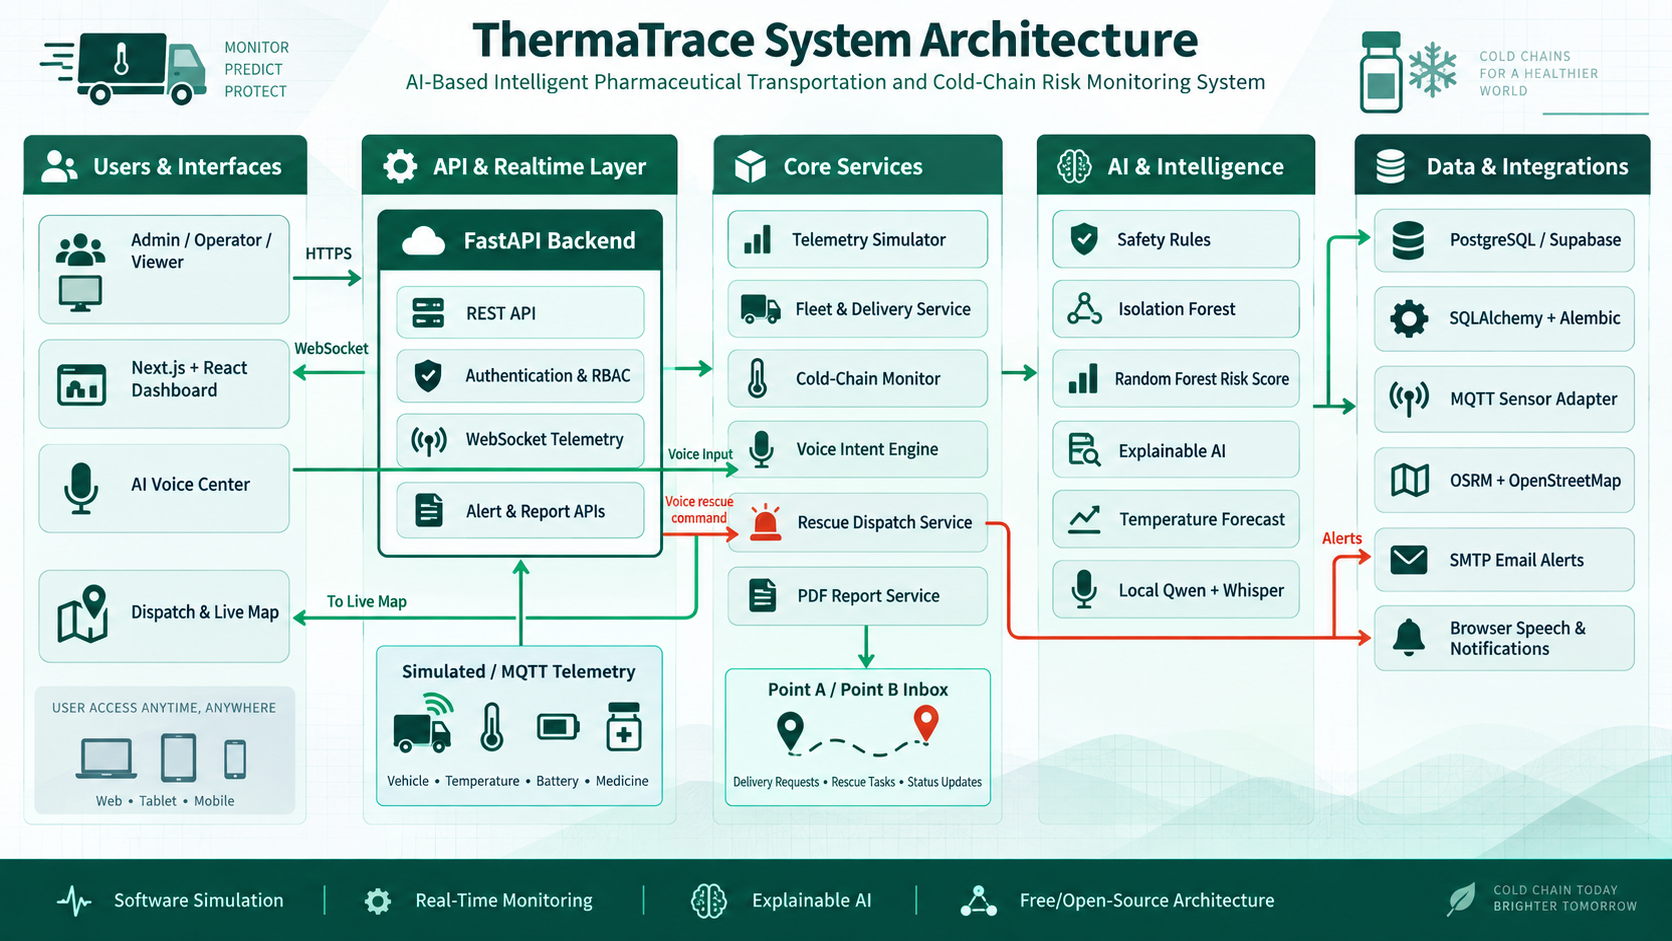 MONITOR
PREDICT
PROTECT
ThermaTrace System Architecture
AI-Based Intelligent Pharmaceutical Transportation and Cold-Chain Risk Monitoring System
COLD CHAINS
FOR A HEALTHIER
WORLD
Users & Interfaces
Admin / Operator /
Viewer
Next.js + React
Dashboard
AI Voice Center
Dispatch & Live Map
USER ACCESS ANYTIME, ANYWHERE
Web • Tablet • Mobile
HTTPS
WebSocket
To Live Map
API & Realtime Layer
FastAPI Backend
REST API
Authentication & RBAC
WebSocket Telemetry
Alert & Report APIs
Simulated / MQTT Telemetry
Vehicle • Temperature • Battery • Medicine
Voice Input
Voice rescue
command
Core Services
Telemetry Simulator
Fleet & Delivery Service
Cold-Chain Monitor
Voice Intent Engine
Rescue Dispatch Service
PDF Report Service
Point A / Point B Inbox
Delivery Requests • Rescue Tasks • Status Updates
AI & Intelligence
Safety Rules
Isolation Forest
Random Forest Risk Score
Explainable AI
Temperature Forecast
Local Qwen + Whisper
Alerts
Data & Integrations
PostgreSQL / Supabase
SQLAlchemy + Alembic
MQTT Sensor Adapter
OSRM + OpenStreetMap
SMTP Email Alerts
Browser Speech &
Notifications
Software Simulation
Real-Time Monitoring
Explainable AI
Free/Open-Source Architecture
COLD CHAIN TODAY
BRIGHTER TOMORROW